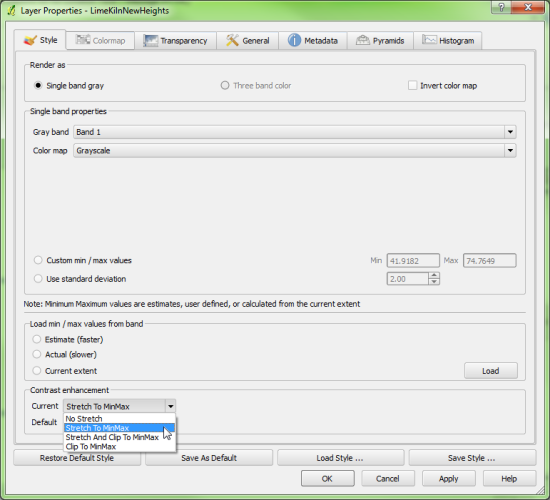 Layer Properties - LimeKilnNewHeights
Style Colormap Transparency General Metadata Pyramids Histogram
Render as
Single band gray Three band color Invert color map
Single band properties
Gray band Band 1
Color map Grayscale
Custom min / max values Min 41.9182 Max 74.7649
Use standard deviation 2.00
Note: Minimum Maximum values are estimates, user defined, or calculated from the current extent
Load min / max values from band
Estimate (faster)
Actual (slower)
Current extent Load
Contrast enhancement
Current Stretch To MinMax
No Stretch
Default Stretch To MinMax
Stretch And Clip To MinMax
Clip To MinMax
Restore Default Style Save As Default Load Style ... Save Style ...
OK Cancel Apply Help